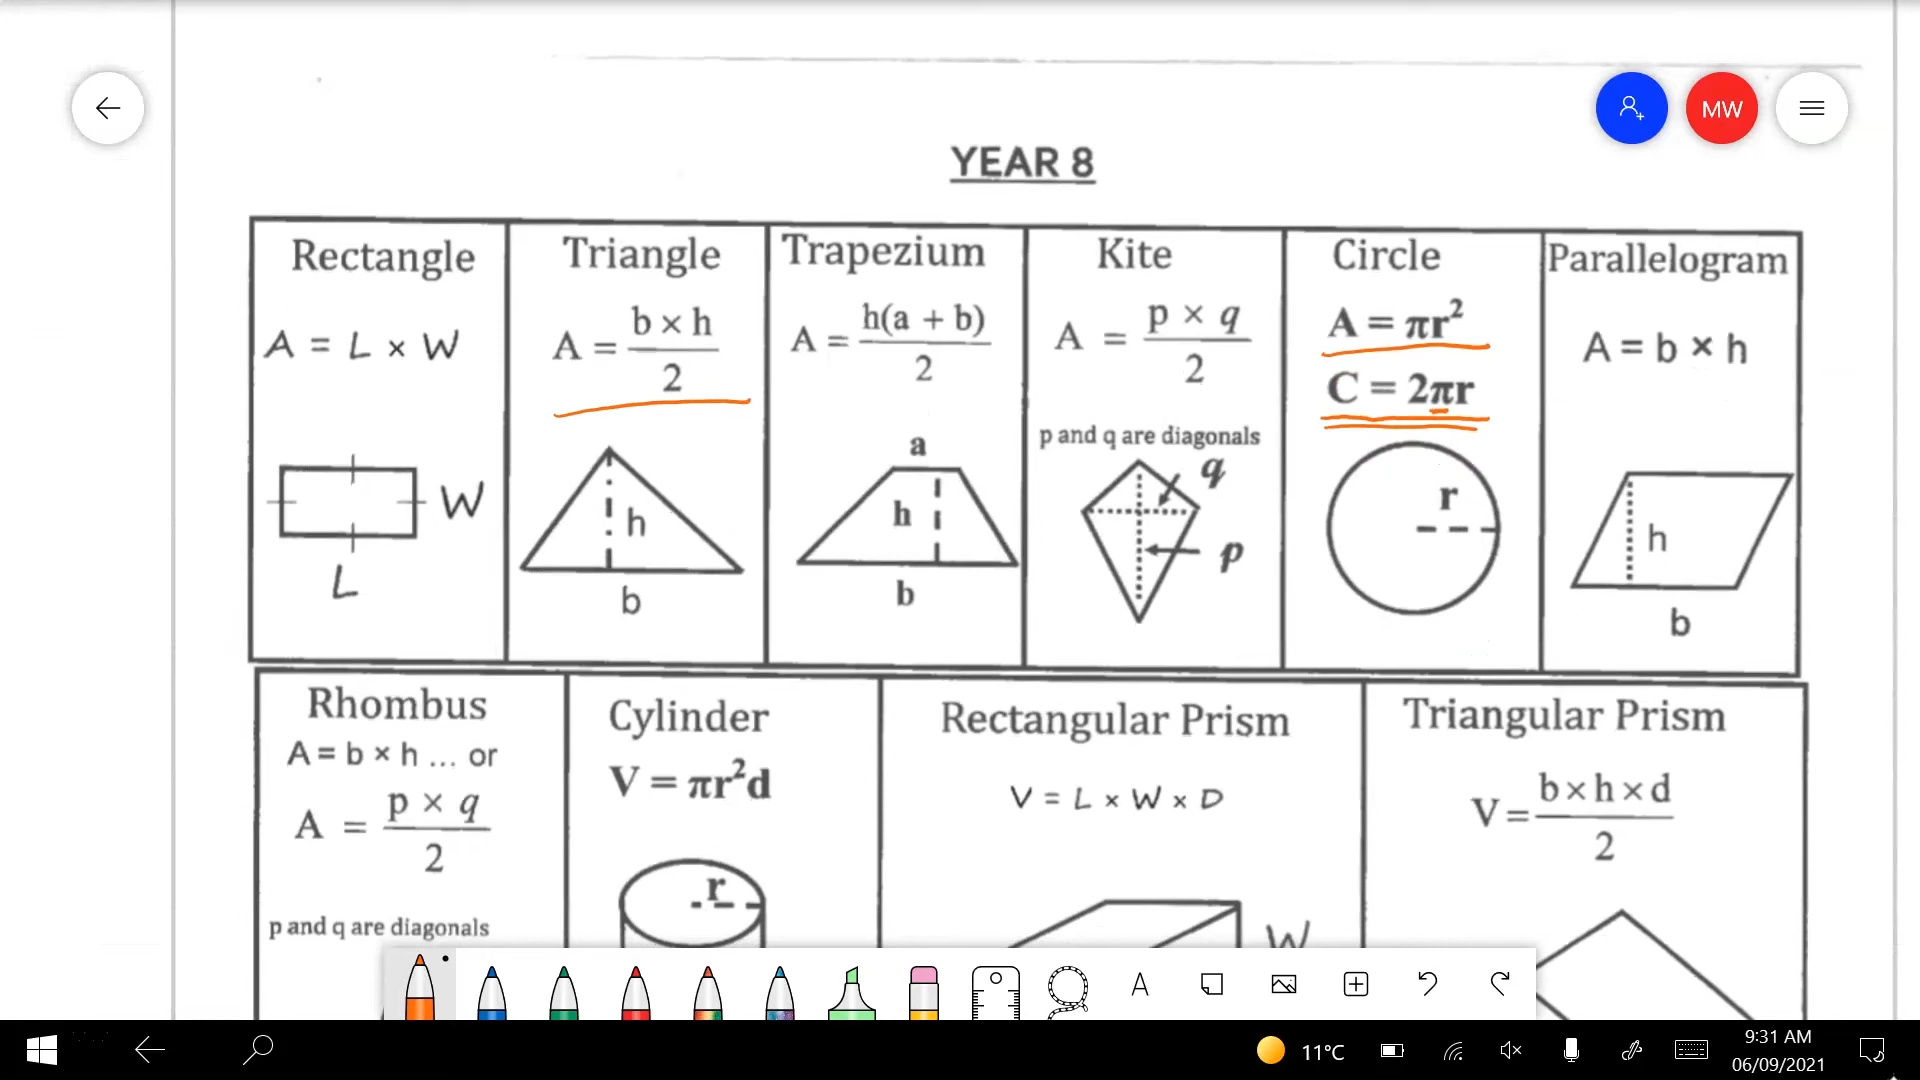 MW
YEAR 8
Rectangle
A = L × W
W
L
Triangle
A = b × h / 2
h
b
Trapezium
A = h(a + b) / 2
a
h
b
Kite
A = p × q / 2
p and q are diagonals
q
p
Circle
A = πr²
C = 2πr
r
Parallelogram
A = b × h
h
b
Rhombus
A = b × h ... or
A = p × q / 2
p and q are diagonals
Cylinder
V = πr²d
r
Rectangular Prism
V = L × W × D
W
Triangular Prism
V = b × h × d / 2
A
11°C
9:31 AM
06/09/2021